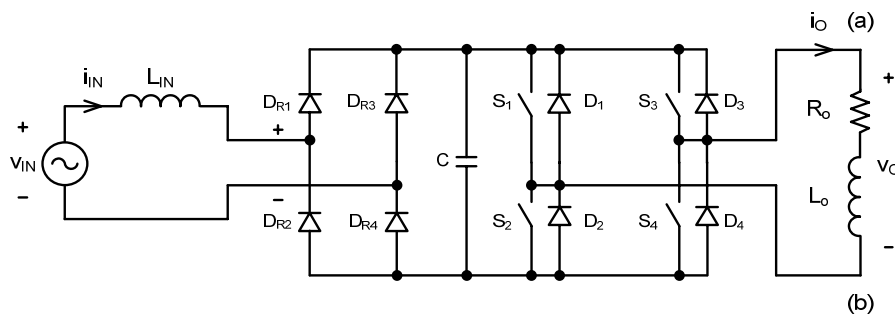 i_O (a)
i_IN L_IN
D_R1 D_R3 S_1 D_1 S_3 D_3 +
+ + R_o
v_IN C v_O
− − L_o
D_R2 D_R4 S_2 D_2 S_4 D_4 −
(b)